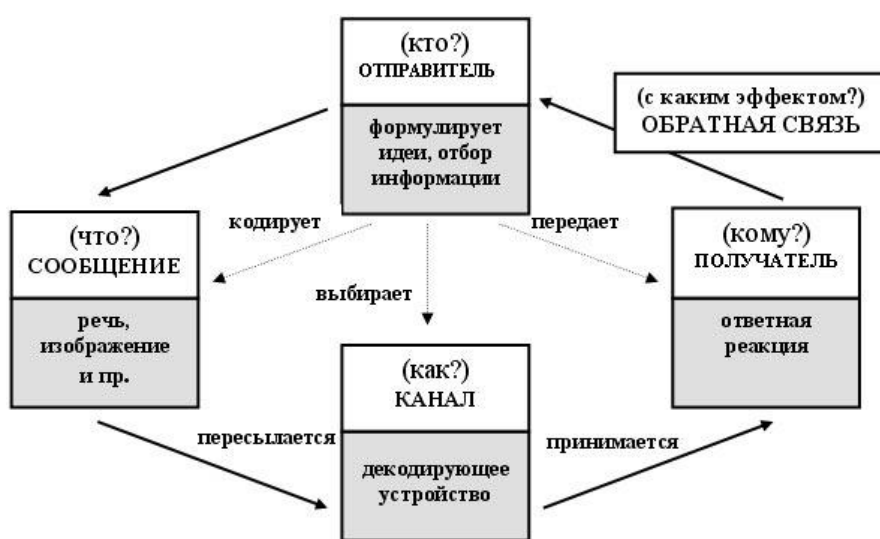 (кто?)
ОТПРАВИТЕЛЬ
формулирует
идеи, отбор
информации
(с каким эффектом?)
ОБРАТНАЯ СВЯЗЬ
кодирует
передает
выбирает
(что?)
СООБЩЕНИЕ
речь,
изображение
и пр.
(кому?)
ПОЛУЧАТЕЛЬ
ответная
реакция
(как?)
КАНАЛ
декодирующее
устройство
пересылается
принимается